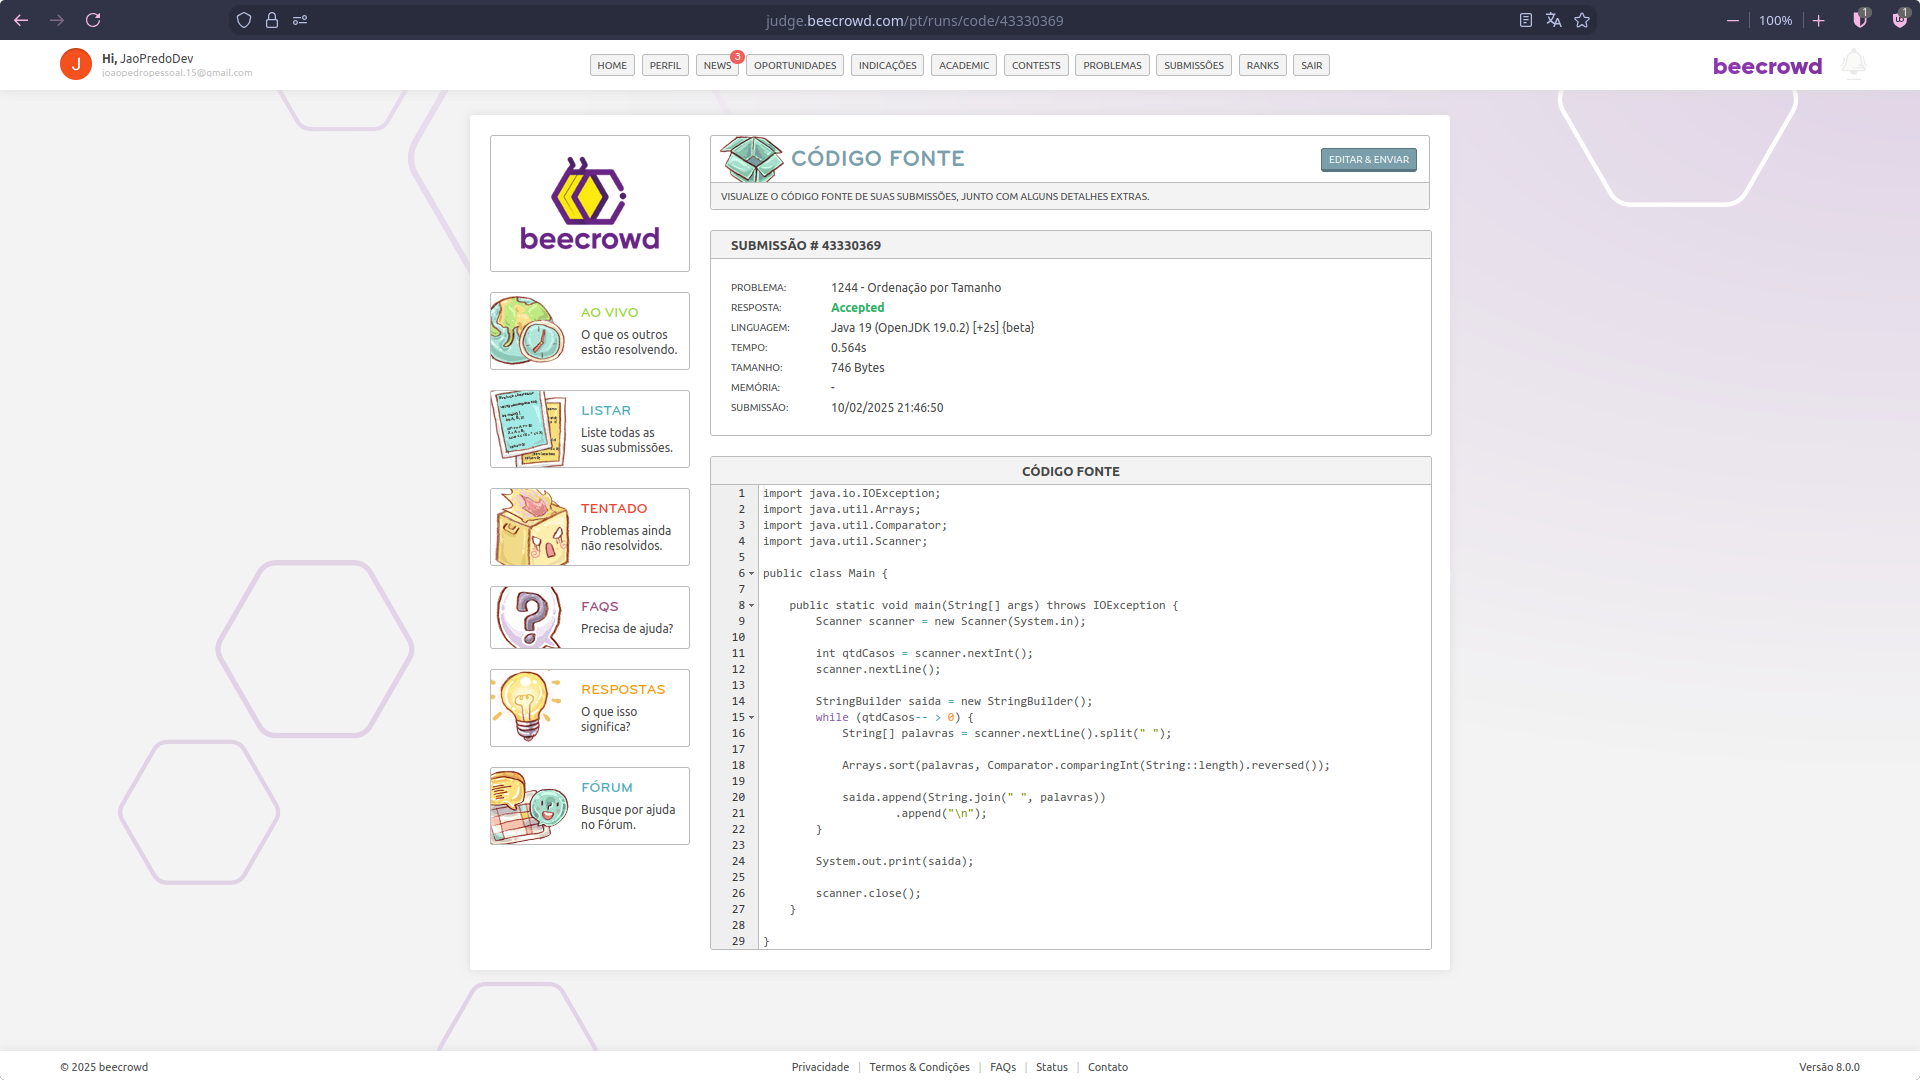 judge.beecrowd.com/pt/runs/code/43330369
100%
1
1
J
Hi, JaoPredoDev
joaopedropessoal.15@gmail.com
HOME
PERFIL
NEWS
3
OPORTUNIDADES
INDICAÇÕES
ACADEMIC
CONTESTS
PROBLEMAS
SUBMISSÕES
RANKS
SAIR
beecrowd
beecrowd
AO VIVO
O que os outros
estão resolvendo.
LISTAR
Liste todas as
suas submissões.
TENTADO
Problemas ainda
não resolvidos.
FAQS
Precisa de ajuda?
RESPOSTAS
O que isso
significa?
FÓRUM
Busque por ajuda
no Fórum.
CÓDIGO FONTE
EDITAR & ENVIAR
VISUALIZE O CÓDIGO FONTE DE SUAS SUBMISSÕES, JUNTO COM ALGUNS DETALHES EXTRAS.
SUBMISSÃO # 43330369
PROBLEMA: 1244 - Ordenação por Tamanho
RESPOSTA: Accepted
LINGUAGEM: Java 19 (OpenJDK 19.0.2) [+2s] {beta}
TEMPO: 0.564s
TAMANHO: 746 Bytes
MEMÓRIA: -
SUBMISSÃO: 10/02/2025 21:46:50
CÓDIGO FONTE
1 import java.io.IOException;
2 import java.util.Arrays;
3 import java.util.Comparator;
4 import java.util.Scanner;
5
6 public class Main {
7
8     public static void main(String[] args) throws IOException {
9         Scanner scanner = new Scanner(System.in);
10
11         int qtdCasos = scanner.nextInt();
12         scanner.nextLine();
13
14         StringBuilder saida = new StringBuilder();
15         while (qtdCasos-- > 0) {
16             String[] palavras = scanner.nextLine().split(" ");
17
18             Arrays.sort(palavras, Comparator.comparingInt(String::length).reversed());
19
20             saida.append(String.join(" ", palavras))
21                     .append("\n");
22         }
23
24         System.out.print(saida);
25
26         scanner.close();
27     }
28
29 }
© 2025 beecrowd
Privacidade | Termos & Condições | FAQs | Status | Contato
Versão 8.0.0